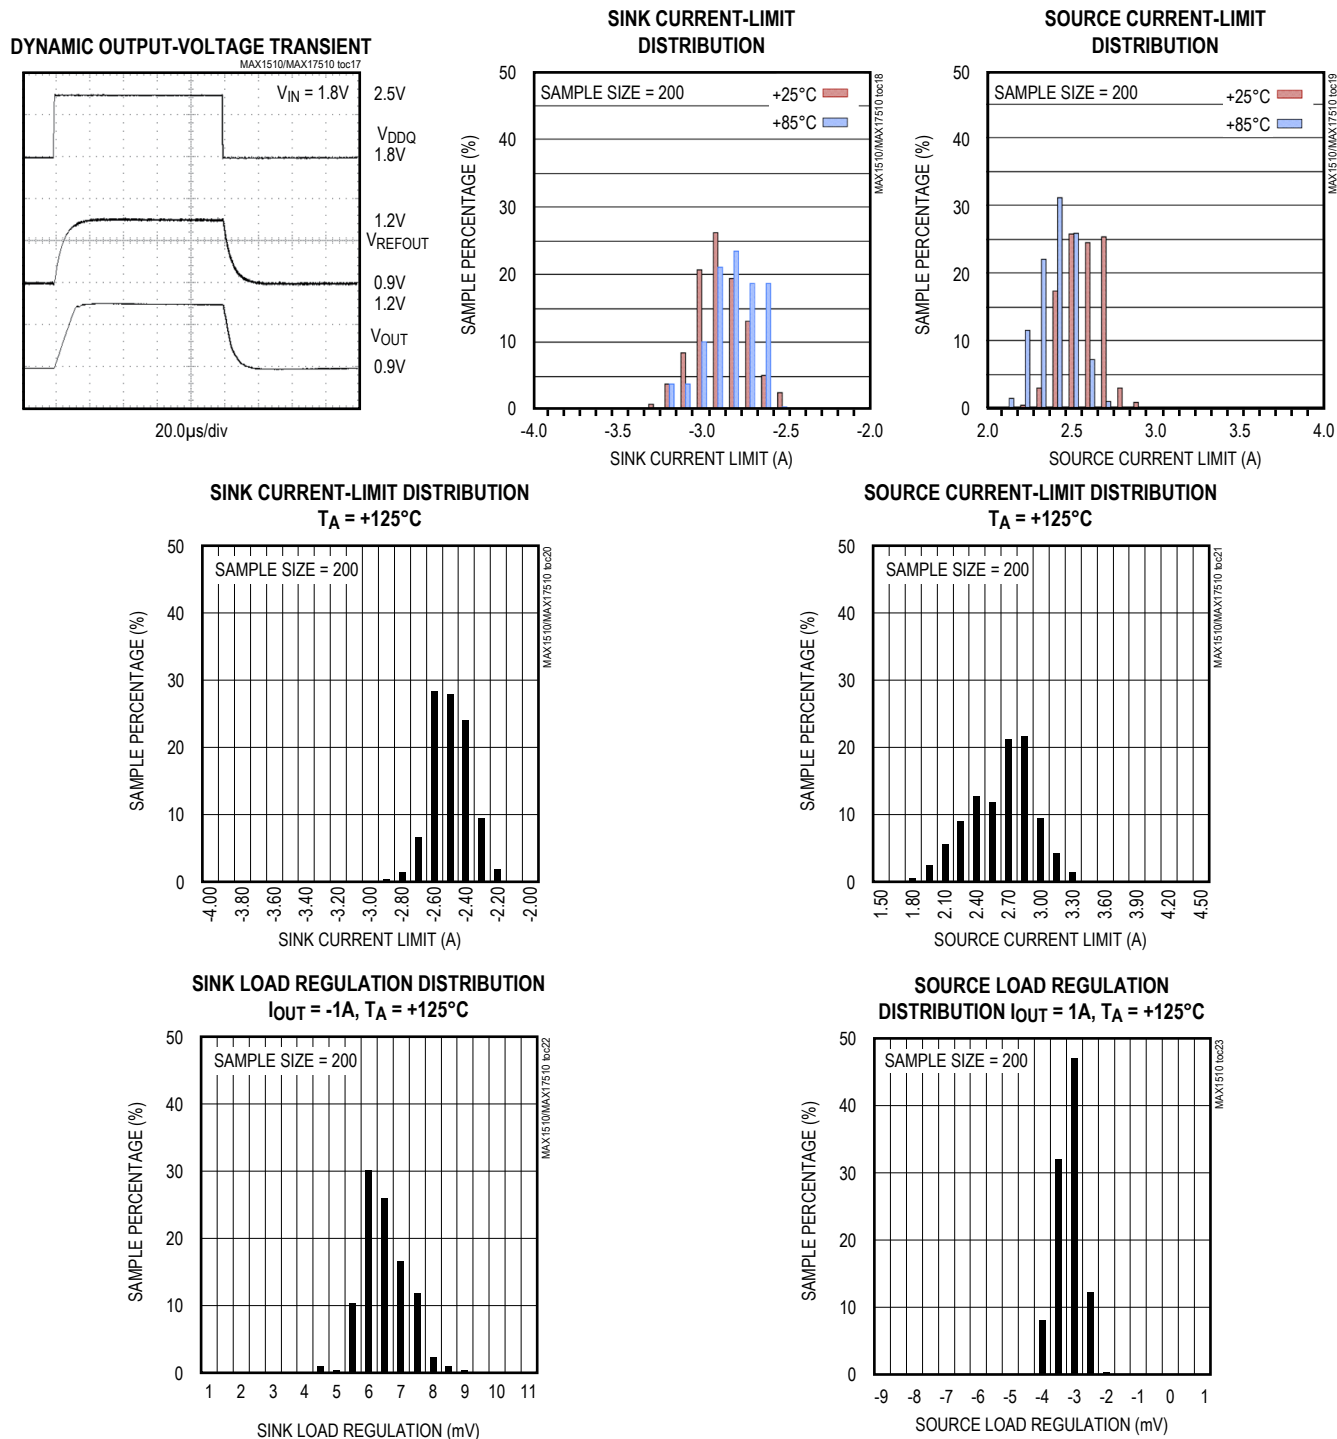 DYNAMIC OUTPUT-VOLTAGE TRANSIENT
MAX1510/MAX17510 toc17
VIN = 1.8V
2.5V
VDDQ
1.8V
1.2V
VREFOUT
0.9V
1.2V
VOUT
0.9V
20.0µs/div
SINK CURRENT-LIMIT
DISTRIBUTION
MAX1510/MAX17510 toc18
SAMPLE SIZE = 200
+25°C
+85°C
SAMPLE PERCENTAGE (%)
50
40
30
20
10
0
-4.0 -3.5 -3.0 -2.5 -2.0
SINK CURRENT LIMIT (A)
SOURCE CURRENT-LIMIT
DISTRIBUTION
MAX1510/MAX17510 toc19
SAMPLE SIZE = 200
+25°C
+85°C
SAMPLE PERCENTAGE (%)
50
40
30
20
10
0
2.0 2.5 3.0 3.5 4.0
SOURCE CURRENT LIMIT (A)
SINK CURRENT-LIMIT DISTRIBUTION
TA = +125°C
MAX1510/MAX17510 toc20
SAMPLE SIZE = 200
SAMPLE PERCENTAGE (%)
50
40
30
20
10
0
-4.00 -3.80 -3.60 -3.40 -3.20 -3.00 -2.80 -2.60 -2.40 -2.20 -2.00
SINK CURRENT LIMIT (A)
SOURCE CURRENT-LIMIT DISTRIBUTION
TA = +125°C
MAX1510/MAX17510 toc21
SAMPLE SIZE = 200
SAMPLE PERCENTAGE (%)
50
40
30
20
10
0
1.50 1.80 2.10 2.40 2.70 3.00 3.30 3.60 3.90 4.20 4.50
SOURCE CURRENT LIMIT (A)
SINK LOAD REGULATION DISTRIBUTION
IOUT = -1A, TA = +125°C
MAX1510/MAX17510 toc22
SAMPLE SIZE = 200
SAMPLE PERCENTAGE (%)
50
40
30
20
10
0
1 2 3 4 5 6 7 8 9 10 11
SINK LOAD REGULATION (mV)
SOURCE LOAD REGULATION
DISTRIBUTION IOUT = 1A, TA = +125°C
MAX1510 toc23
SAMPLE SIZE = 200
SAMPLE PERCENTAGE (%)
50
40
30
20
10
0
-9 -8 -7 -6 -5 -4 -3 -2 -1 0 1
SOURCE LOAD REGULATION (mV)